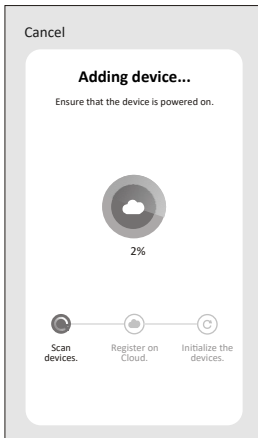 Cancel
Adding device...
Ensure that the device is powered on.
2%
Scan
devices.
Register on
Cloud.
Initialize the
devices.